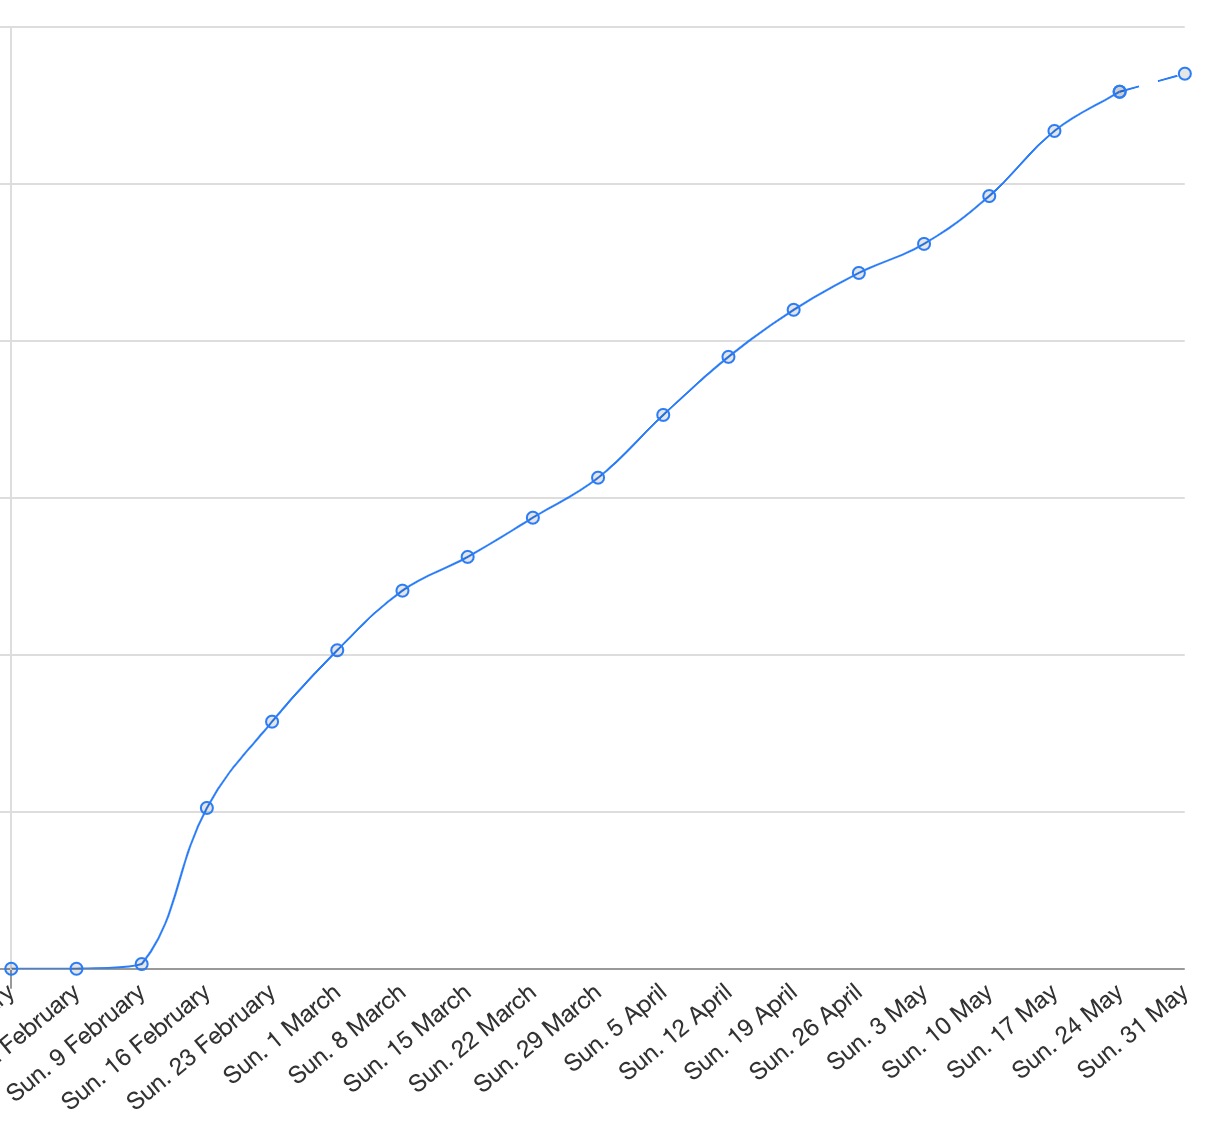 February
Sun. 9 February
Sun. 16 February
Sun. 23 February
Sun. 1 March
Sun. 8 March
Sun. 15 March
Sun. 22 March
Sun. 29 March
Sun. 5 April
Sun. 12 April
Sun. 19 April
Sun. 26 April
Sun. 3 May
Sun. 10 May
Sun. 17 May
Sun. 24 May
Sun. 31 May